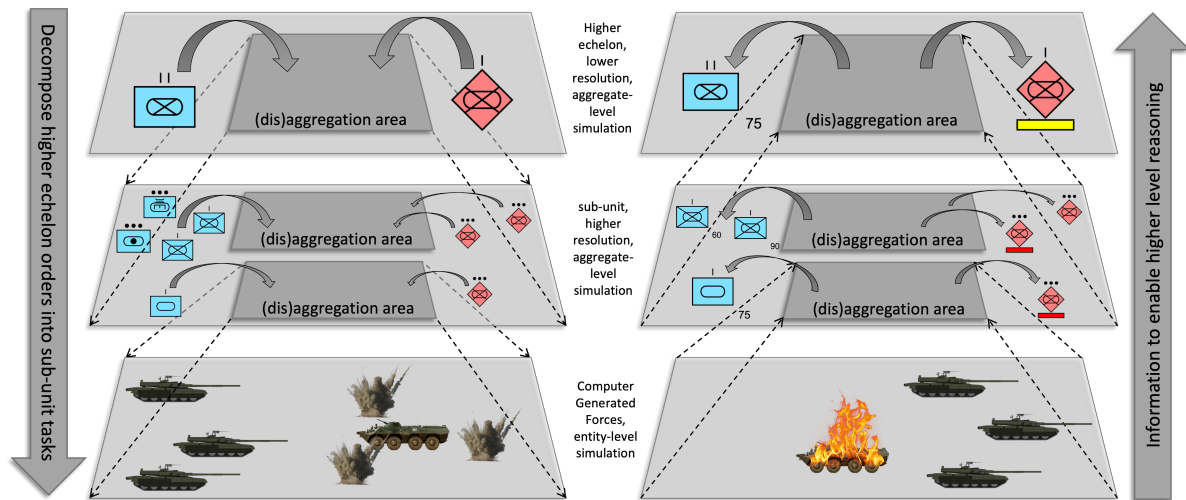 Decompose higher echelon orders into sub-unit tasks
(dis)aggregation area
Higher
echelon,
lower
resolution,
aggregate-
level
simulation
75
(dis)aggregation area
(dis)aggregation area
(dis)aggregation area
sub-unit,
higher
resolution,
aggregate-
level
simulation
60
90
(dis)aggregation area
75
(dis)aggregation area
Computer
Generated
Forces,
entity-level
simulation
Information to enable higher level reasoning